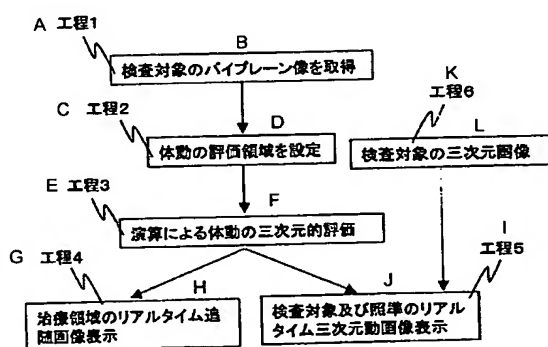 A 工程1
B
検査対象のバイプレーン像を取得
C 工程2
D
体動の評価領域を設定
K
工程6
L
検査対象の三次元画像
E 工程3
F
演算による体動の三次元的評価
G 工程4
H
治療領域のリアルタイム追
随画像表示
I
工程5
J
検査対象及び照準のリアル
タイム三次元動画像表示